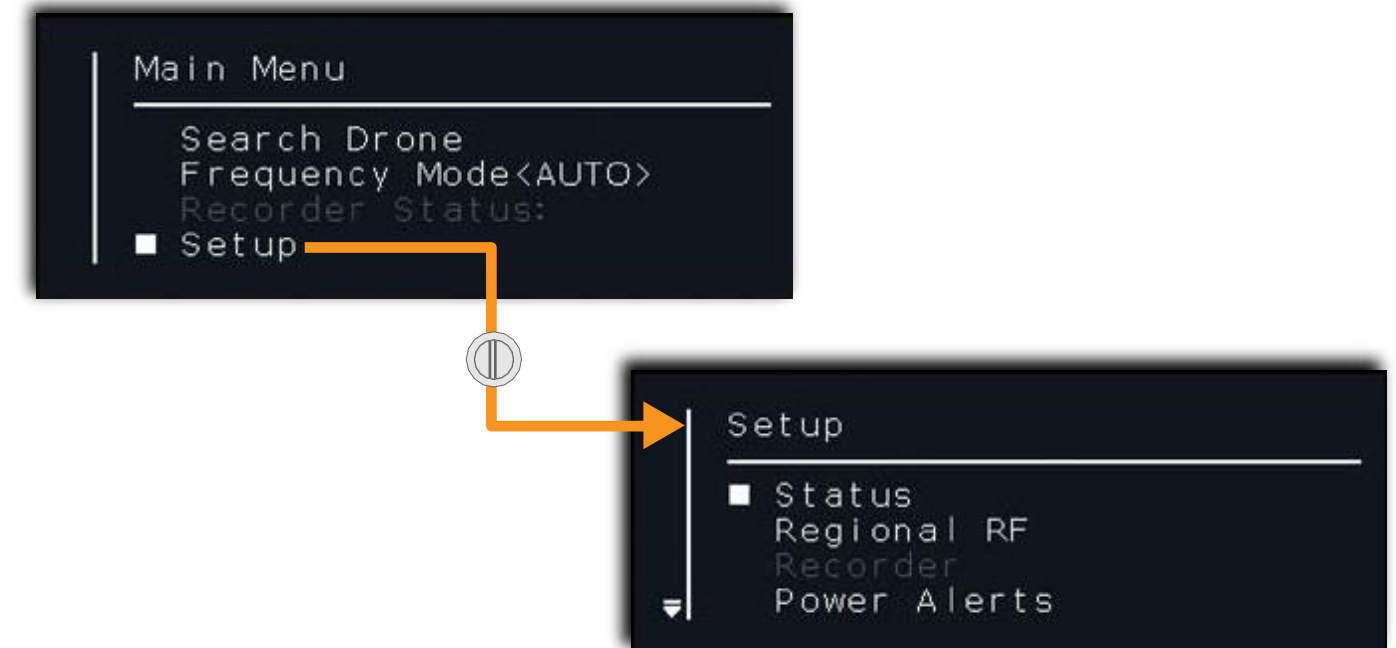 Main Menu
Search Drone
Frequency Mode<AUTO>
Recorder Status:
Setup
Setup
Status
Regional RF
Recorder
Power Alerts